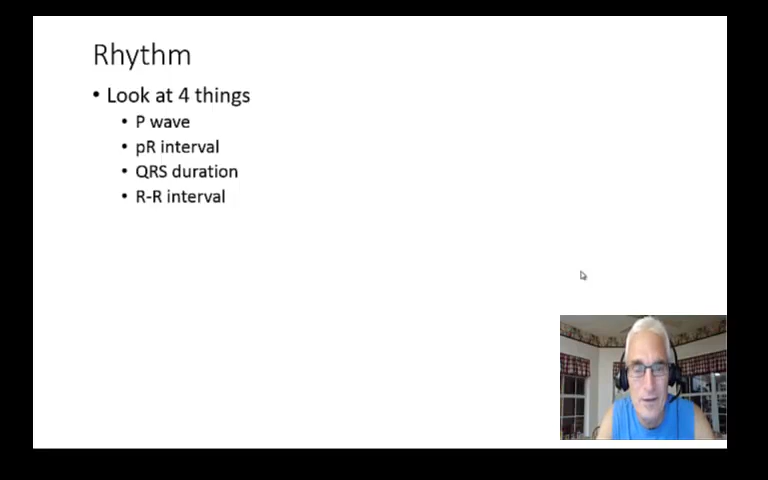 Rhythm
• Look at 4 things
• P wave
• pR interval
• QRS duration
• R-R interval